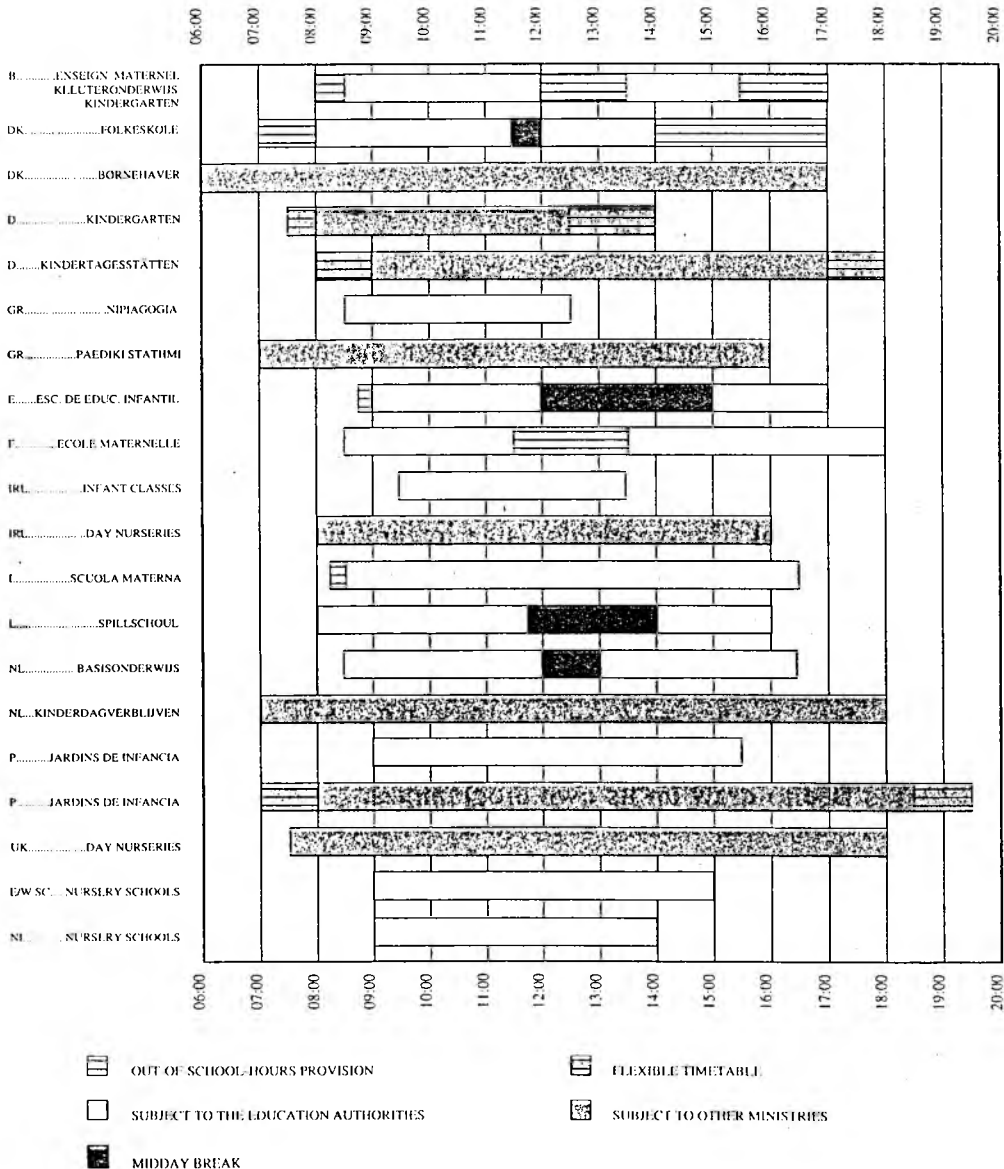 06:00 07:00 08:00 09:00 10:00 11:00 12:00 13:00 14:00 15:00 16:00 17:00 18:00 19:00 20:00
B..........ENSEIGN MATERNEL
KLEUTERONDERWIJS
KINDERGARTEN
DK........................FOLKESKOLE
DK........................BØRNEHAVER
D....................KINDERGARTEN
D.......KINDERTAGESSTÄTTEN
GR........................NIPIAGOGIA
GR...............PAEDIKI STATHMI
E.......ESC. DE EDUC. INFANTIL
F............ECOLE MATERNELLE
IRL................INFANT CLASSES
IRL..................DAY NURSERIES
I....................SCUOLA MATERNA
L........................SPILLSCHOUL
NL...............BASISONDERWIJS
NL...KINDERDAGVERBLIJVEN
P..........JARDINS DE INFANCIA
P..........JARDINS DE INFANCIA
UK..................DAY NURSERIES
E/W SC....NURSERY SCHOOLS
NI..........NURSERY SCHOOLS
06:00 07:00 08:00 09:00 10:00 11:00 12:00 13:00 14:00 15:00 16:00 17:00 18:00 19:00 20:00
OUT OF SCHOOL-HOURS PROVISION
FLEXIBLE TIMETABLE
SUBJECT TO THE EDUCATION AUTHORITIES
SUBJECT TO OTHER MINISTRIES
MIDDAY BREAK